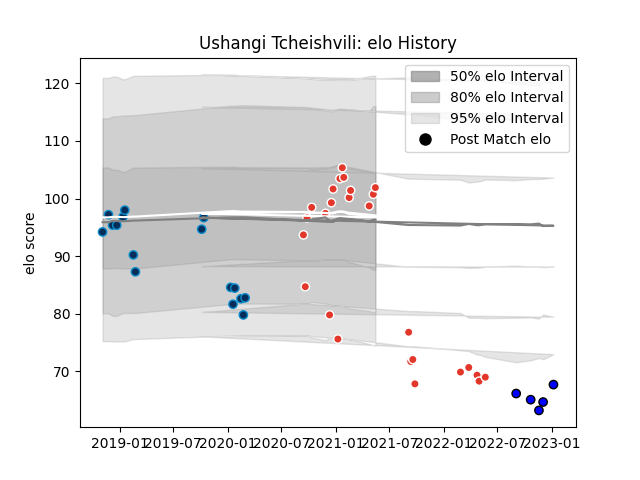 Ushangi Tcheishvili: elo History
50% elo Interval
80% elo Interval
95% elo Interval
Post Match elo
elo score
120
110
100
90
80
70
2019-01 2019-07 2020-01 2020-07 2021-01 2021-07 2022-01 2022-07 2023-01